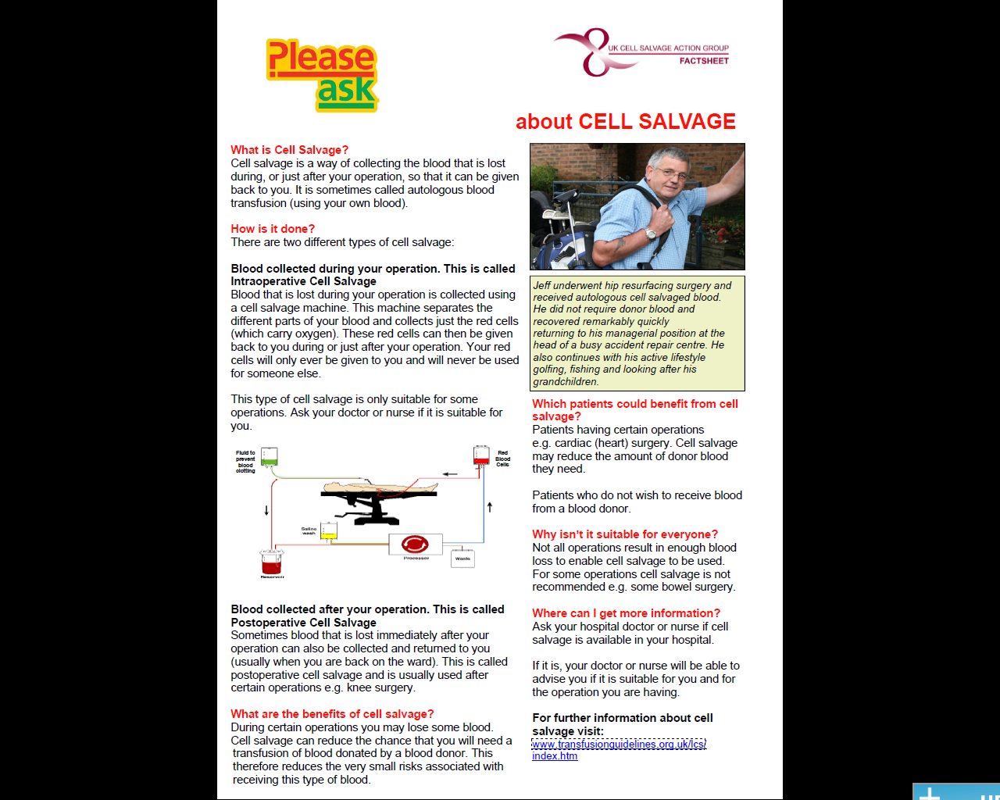 Please
ask
UK CELL SALVAGE ACTION GROUP
FACTSHEET
about CELL SALVAGE
What is Cell Salvage?
Cell salvage is a way of collecting the blood that is lost
during, or just after your operation, so that it can be given
back to you. It is sometimes called autologous blood
transfusion (using your own blood).
How is it done?
There are two different types of cell salvage:
Blood collected during your operation. This is called
Intraoperative Cell Salvage
Blood that is lost during your operation is collected using
a cell salvage machine. This machine separates the
different parts of your blood and collects just the red cells
(which carry oxygen). These red cells can then be given
back to you during or just after your operation. Your red
cells will only ever be given to you and will never be used
for someone else.
This type of cell salvage is only suitable for some
operations. Ask your doctor or nurse if it is suitable for
you.
Fluid to
prevent
blood
clotting
Red
Blood
Cells
Saline
wash
Processor
Waste
Reservoir
Blood collected after your operation. This is called
Postoperative Cell Salvage
Sometimes blood that is lost immediately after your
operation can also be collected and returned to you
(usually when you are back on the ward). This is called
postoperative cell salvage and is usually used after
certain operations e.g. knee surgery.
What are the benefits of cell salvage?
During certain operations you may lose some blood.
Cell salvage can reduce the chance that you will need a
transfusion of blood donated by a blood donor. This
therefore reduces the very small risks associated with
receiving this type of blood.
Jeff underwent hip resurfacing surgery and
received autologous cell salvaged blood.
He did not require donor blood and
recovered remarkably quickly
returning to his managerial position at the
head of a busy accident repair centre. He
also continues with his active lifestyle
golfing, fishing and looking after his
grandchildren.
Which patients could benefit from cell
salvage?
Patients having certain operations
e.g. cardiac (heart) surgery. Cell salvage
may reduce the amount of donor blood
they need.
Patients who do not wish to receive blood
from a blood donor.
Why isn't it suitable for everyone?
Not all operations result in enough blood
loss to enable cell salvage to be used.
For some operations cell salvage is not
recommended e.g. some bowel surgery.
Where can I get more information?
Ask your hospital doctor or nurse if cell
salvage is available in your hospital.
If it is, your doctor or nurse will be able to
advise you if it is suitable for you and for
the operation you are having.
For further information about cell
salvage visit:
www.transfusionguidelines.org.uk/lcs/
index.htm